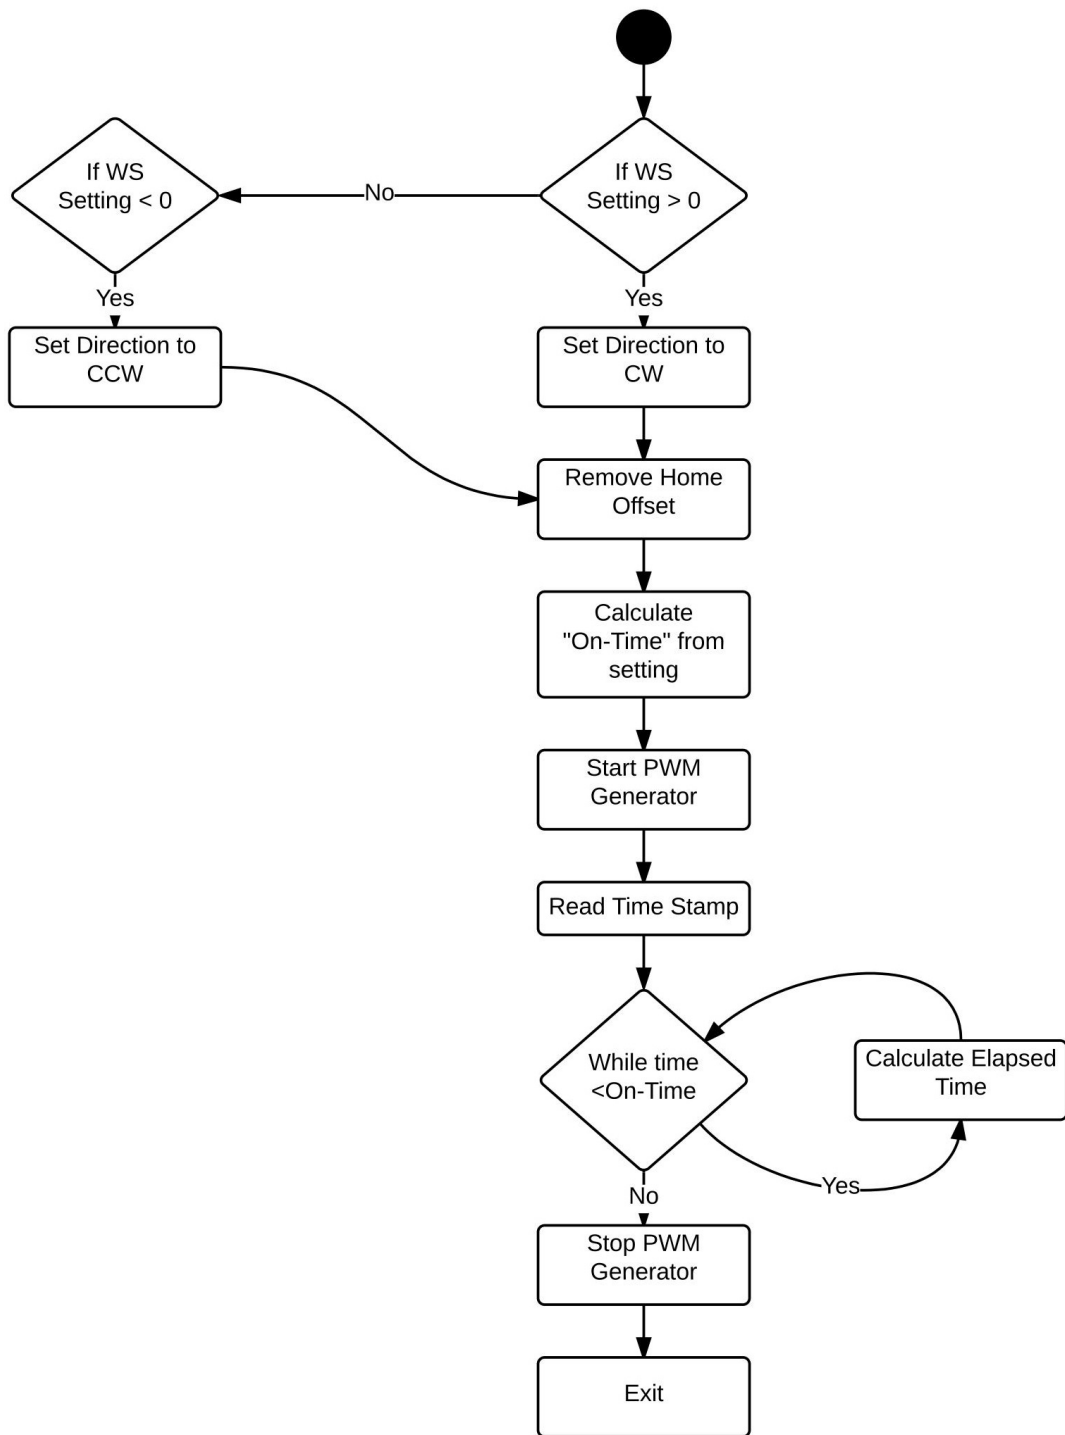 If WS
Setting < 0
No
If WS
Setting > 0
Yes
Yes
Set Direction to
CCW
Set Direction to
CW
Remove Home
Offset
Calculate
"On-Time" from
setting
Start PWM
Generator
Read Time Stamp
While time
<On-Time
Calculate Elapsed
Time
Yes
No
Stop PWM
Generator
Exit